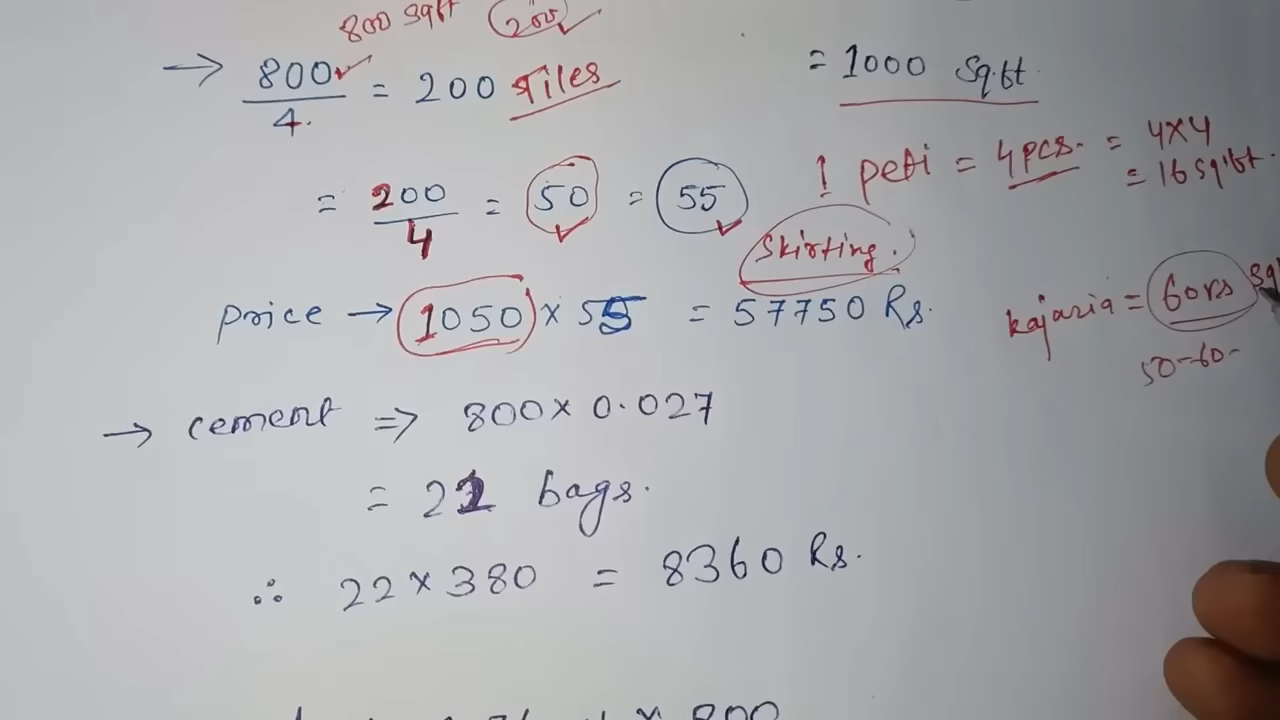 800 sqft 200
→ 800/4. = 200 Tiles
= 1000 sqft.
1 peti = 4pcs. = 4×4
= 16 sqft.
= 200/4 = 50 = 55
Skirting.
price → 1050 × 55 = 57750 Rs.
kajaria = 60rs sq
50-60-
→ cement ⇒ 800 × 0.027
= 22 bags.
∴ 22 × 380 = 8360 Rs.
× 800